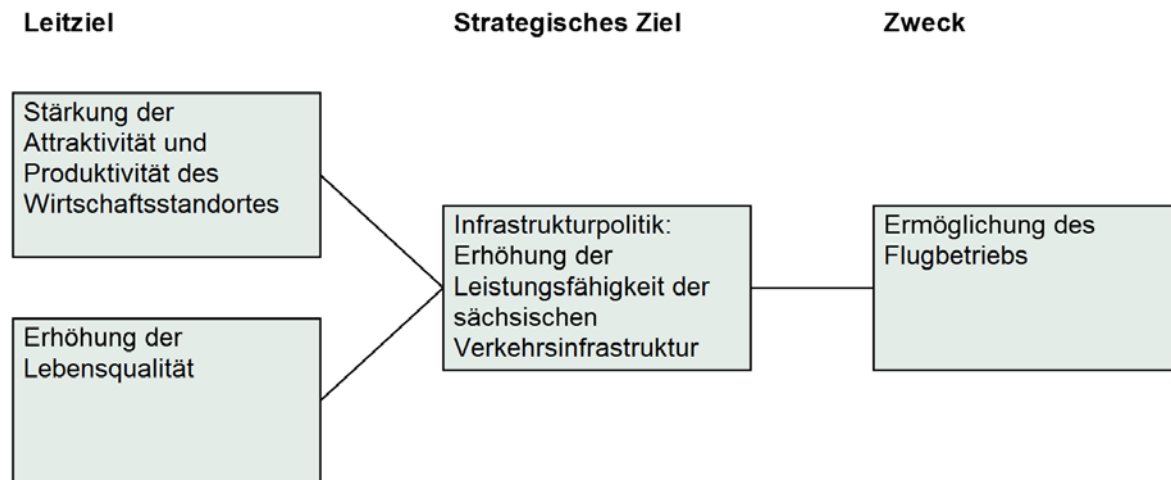 Leitziel
Strategisches Ziel
Zweck
Stärkung der
Attraktivität und
Produktivität des
Wirtschaftsstandortes
Erhöhung der
Lebensqualität
Infrastrukturpolitik:
Erhöhung der
Leistungsfähigkeit der
sächsischen
Verkehrsinfrastruktur
Ermöglichung des
Flugbetriebs